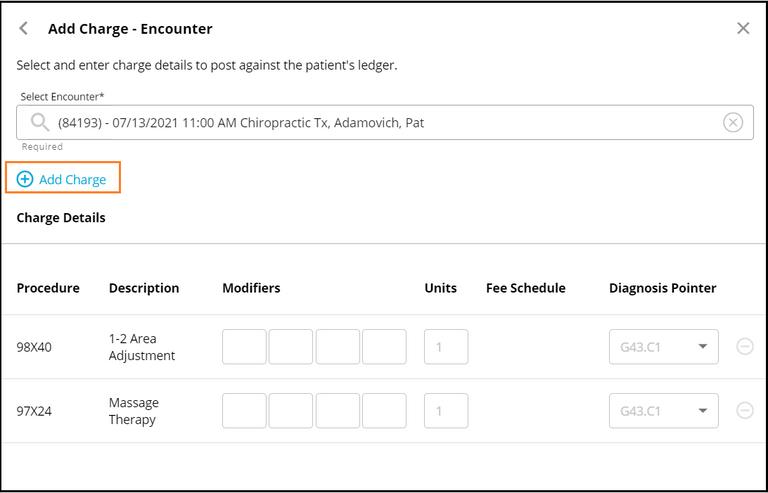 Add Charge - Encounter
Select and enter charge details to post against the patient's ledger.
Select Encounter*
(84193) - 07/13/2021 11:00 AM Chiropractic Tx, Adamovich, Pat
Required
Add Charge
Charge Details
Procedure Description Modifiers Units Fee Schedule Diagnosis Pointer
98X40 1-2 Area Adjustment 1 G43.C1
97X24 Massage Therapy 1 G43.C1